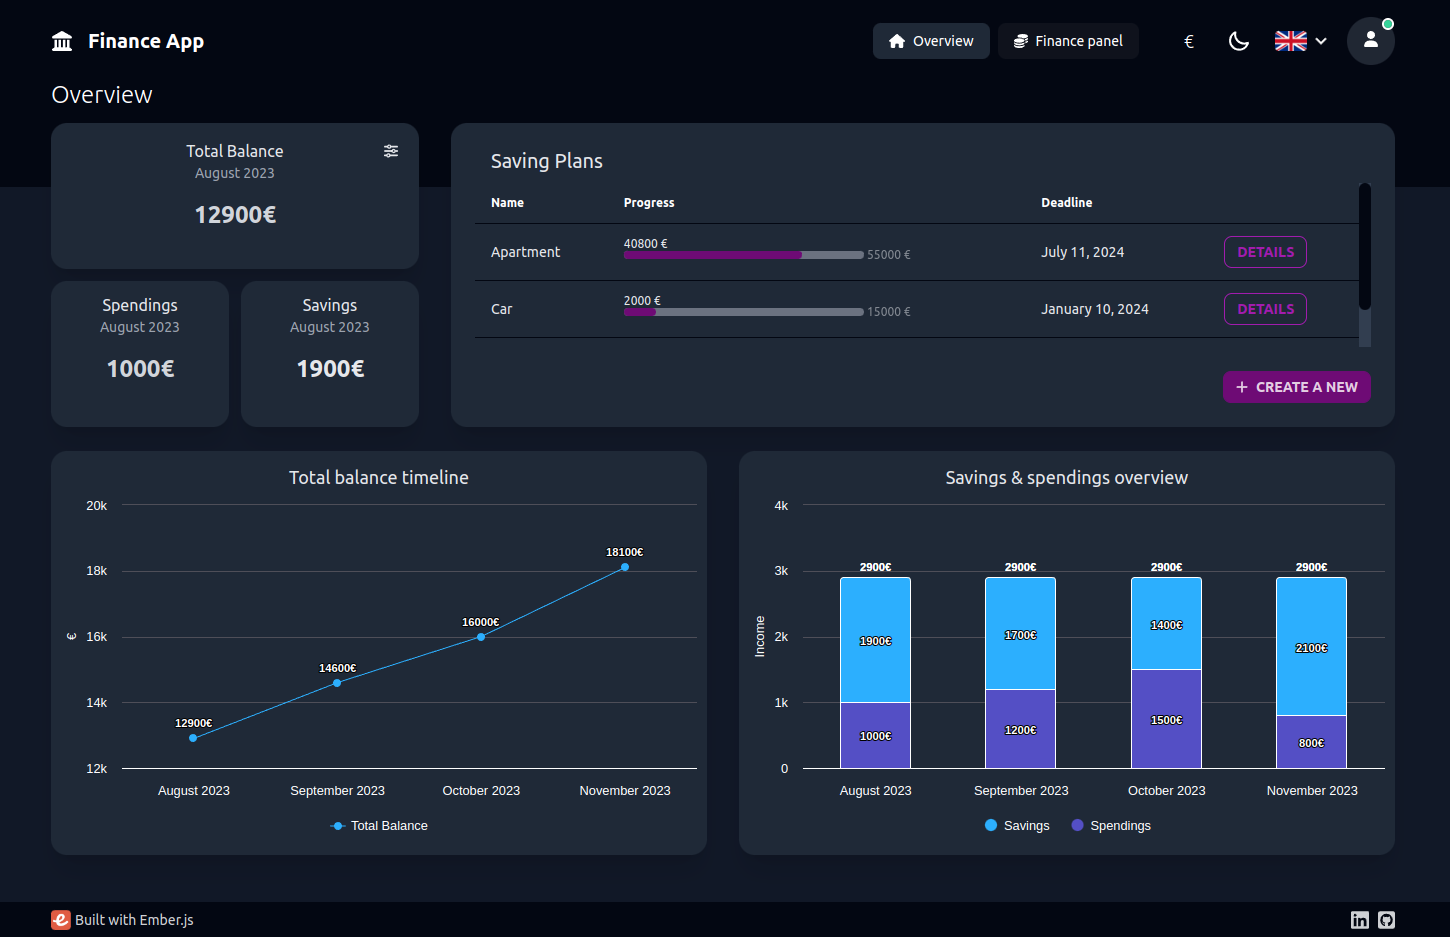 Finance App
Overview
Finance panel
€
Overview
Total Balance
August 2023
12900€
Spendings
August 2023
1000€
Savings
August 2023
1900€
Saving Plans
Name Progress Deadline
Apartment 40800 € 55000 € July 11, 2024 DETAILS
Car 2000 € 15000 € January 10, 2024 DETAILS
+ CREATE A NEW
Total balance timeline
20k
18k
16k
14k
12k
€
12900€
14600€
16000€
18100€
August 2023 September 2023 October 2023 November 2023
Total Balance
Savings & spendings overview
4k
3k
2k
1k
0
Income
2900€ 2900€ 2900€ 2900€
1900€ 1700€ 1400€ 2100€
1000€ 1200€ 1500€ 800€
August 2023 September 2023 October 2023 November 2023
Savings Spendings
Built with Ember.js